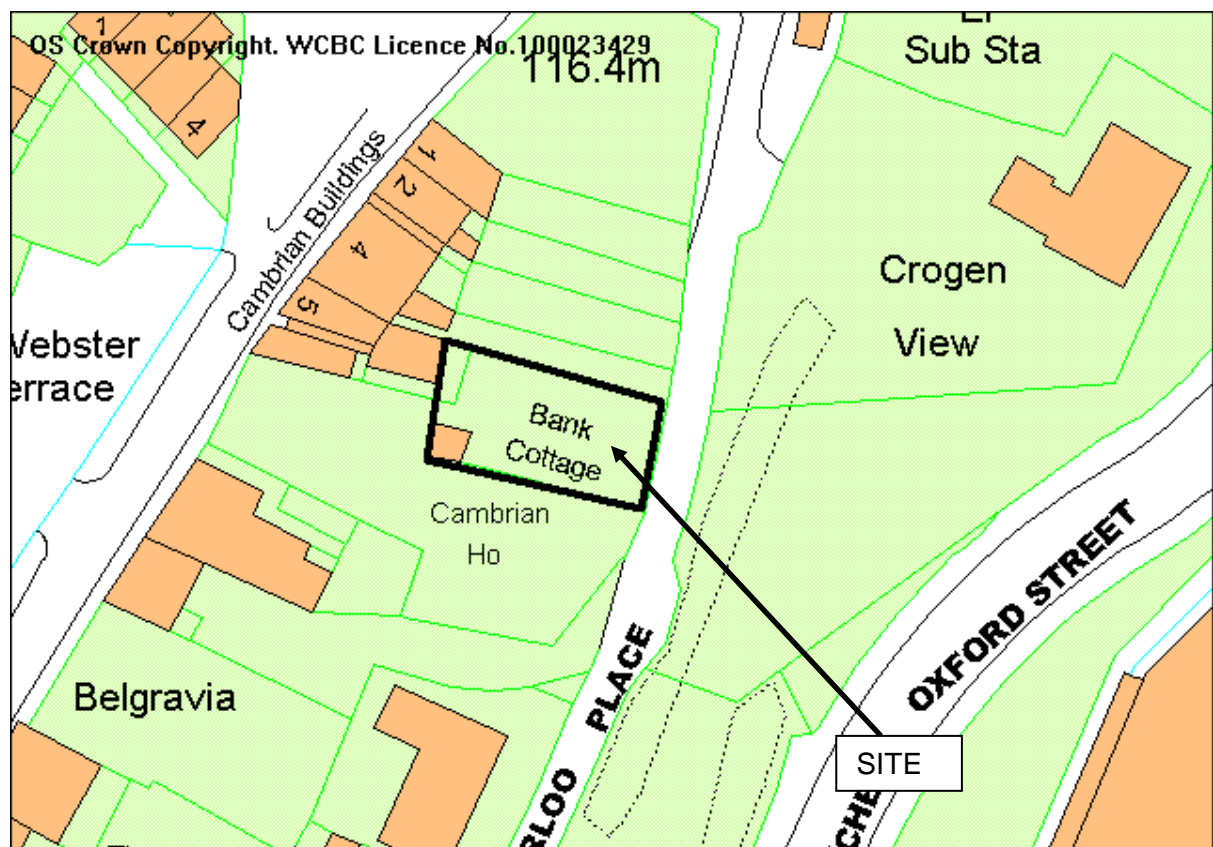 OS Crown Copyright. WCBC Licence No.100023429
116.4m
Sub Sta
1
4
Cambrian Buildings
1
2
4
5
Crogen
View
Webster
errace
Bank
Cottage
Cambrian
Ho
OXFORD STREET
PLACE
RLOO
Belgravia
SITE
CHE